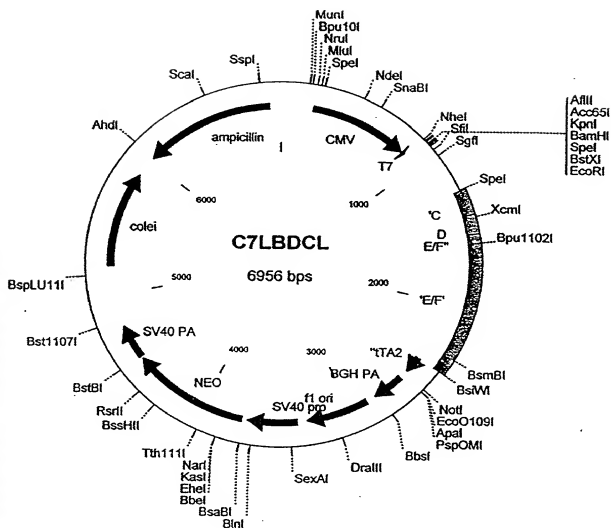 MunI
Bpu10I
NruI
MluI
SpeI
SspI
ScaI
NdeI
SnaBI
NheI
SfiI
SgfI
AflII
Acc65I
KpnI
BamHI
SpeI
BstXI
EcoRI
AhdI
ampicillin
I
CMV
T7
6000
1000
SpeI
colei
'C
XcmI
D
E/F"
Bpu1102I
C7LBDCL
6956 bps
BspLU11I
5000
2000
'E/F'
Bst1107I
SV40 PA
4000
3000
"tTA2
BsmBI
BsiWI
BstBI
NEO
BGH PA
RsrII
f1 ori
NotI
BssHII
SV40 pro
EcoO109I
ApaI
PspOMI
Tth111I
BbsI
NarI
KasI
EheI
BbeI
DraIII
SexAI
BsaBI
BlnI